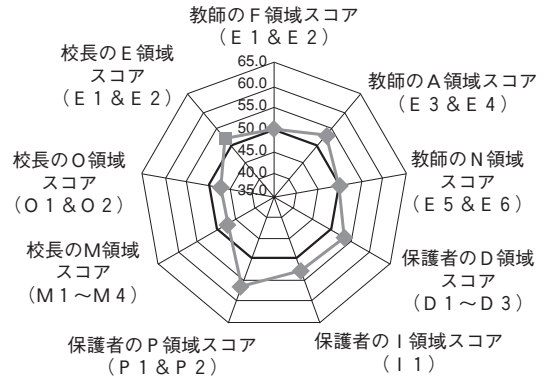 教師のＦ領域スコア
（Ｅ１＆Ｅ２）
校長のＥ領域
スコア
（Ｅ１＆Ｅ２）
教師のＡ領域スコア
（Ｅ３＆Ｅ４）
65.0
60.0
55.0
50.0
45.0
40.0
35.0
校長のＯ領域
スコア
（Ｏ１＆Ｏ２）
教師のＮ領域
スコア
（Ｅ５＆Ｅ６）
校長のＭ領域
スコア
（Ｍ１～Ｍ４）
保護者のＤ領域
スコア
（Ｄ１～Ｄ３）
保護者のＰ領域スコア
（Ｐ１＆Ｐ２）
保護者のＩ領域スコア
（Ｉ１）